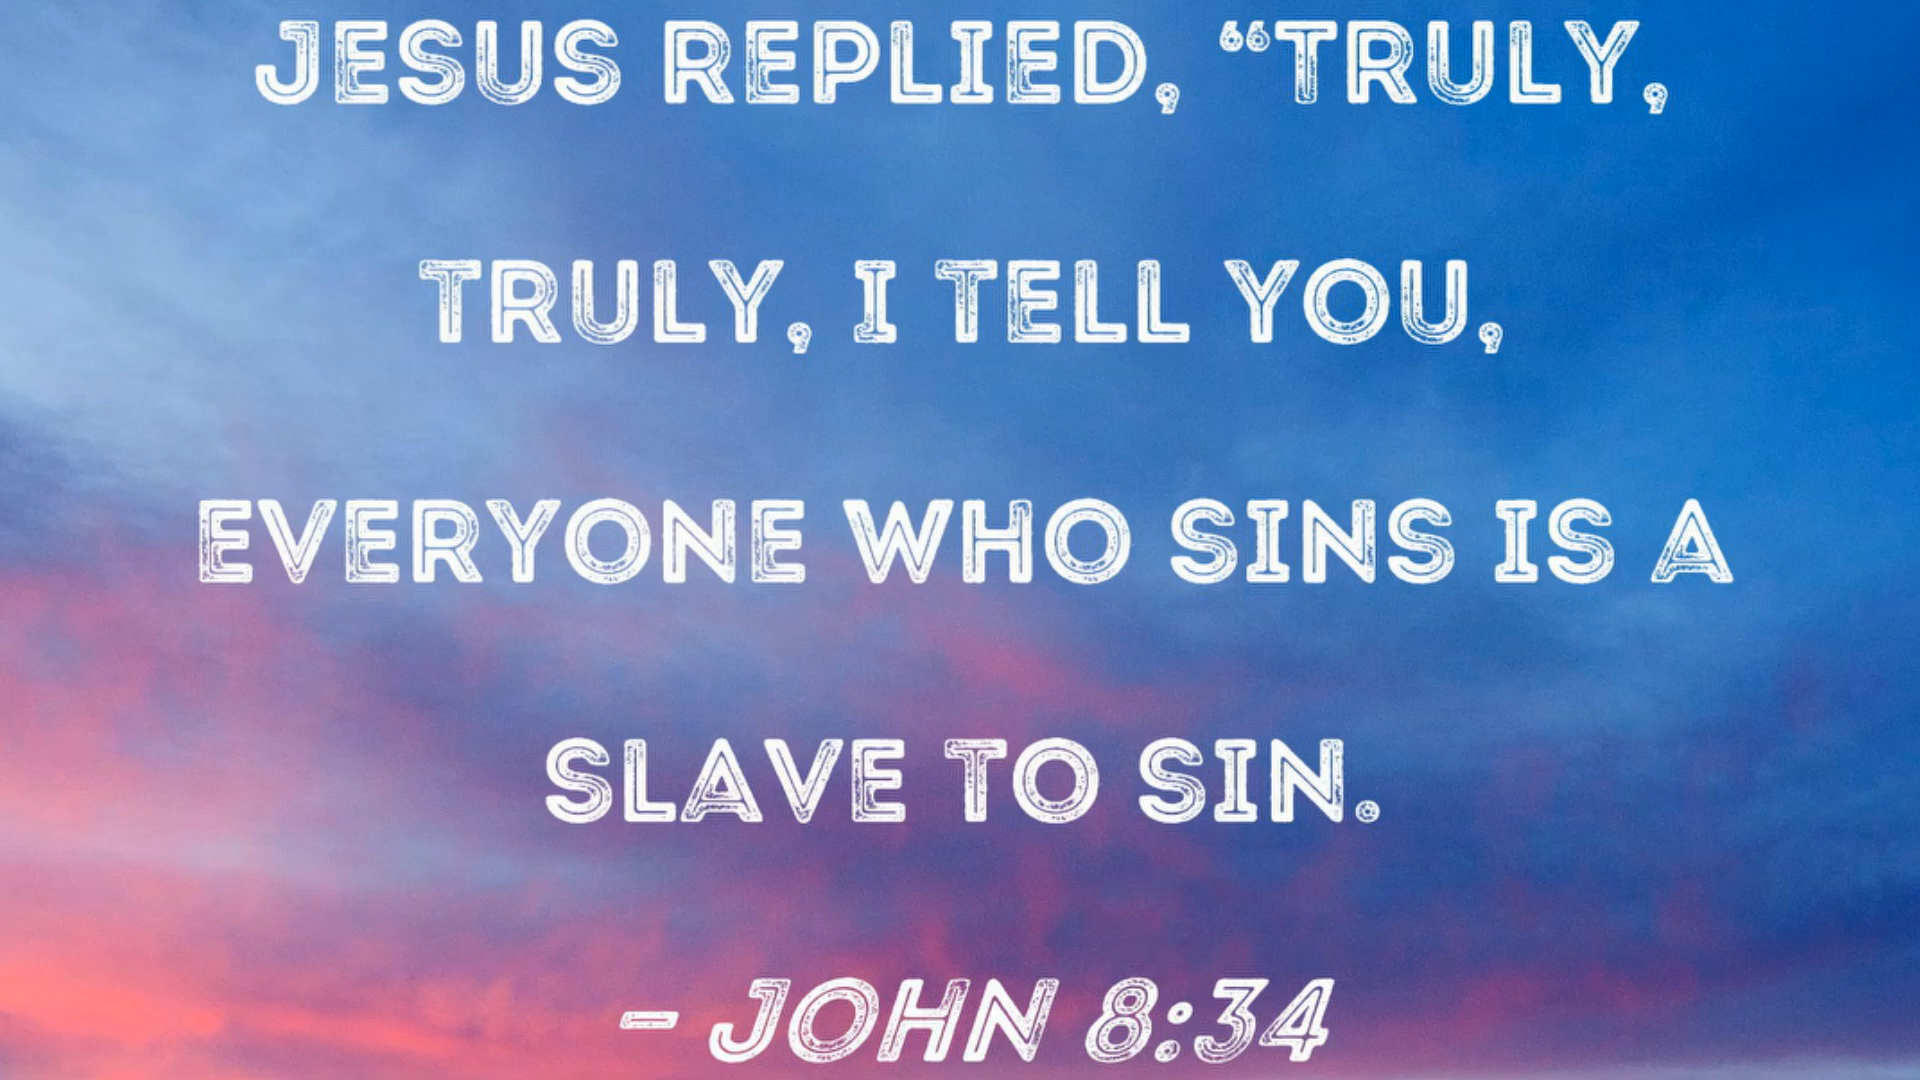 JESUS REPLIED, “TRULY,
TRULY, I TELL YOU,
EVERYONE WHO SINS IS A
SLAVE TO SIN.
– JOHN 8:34